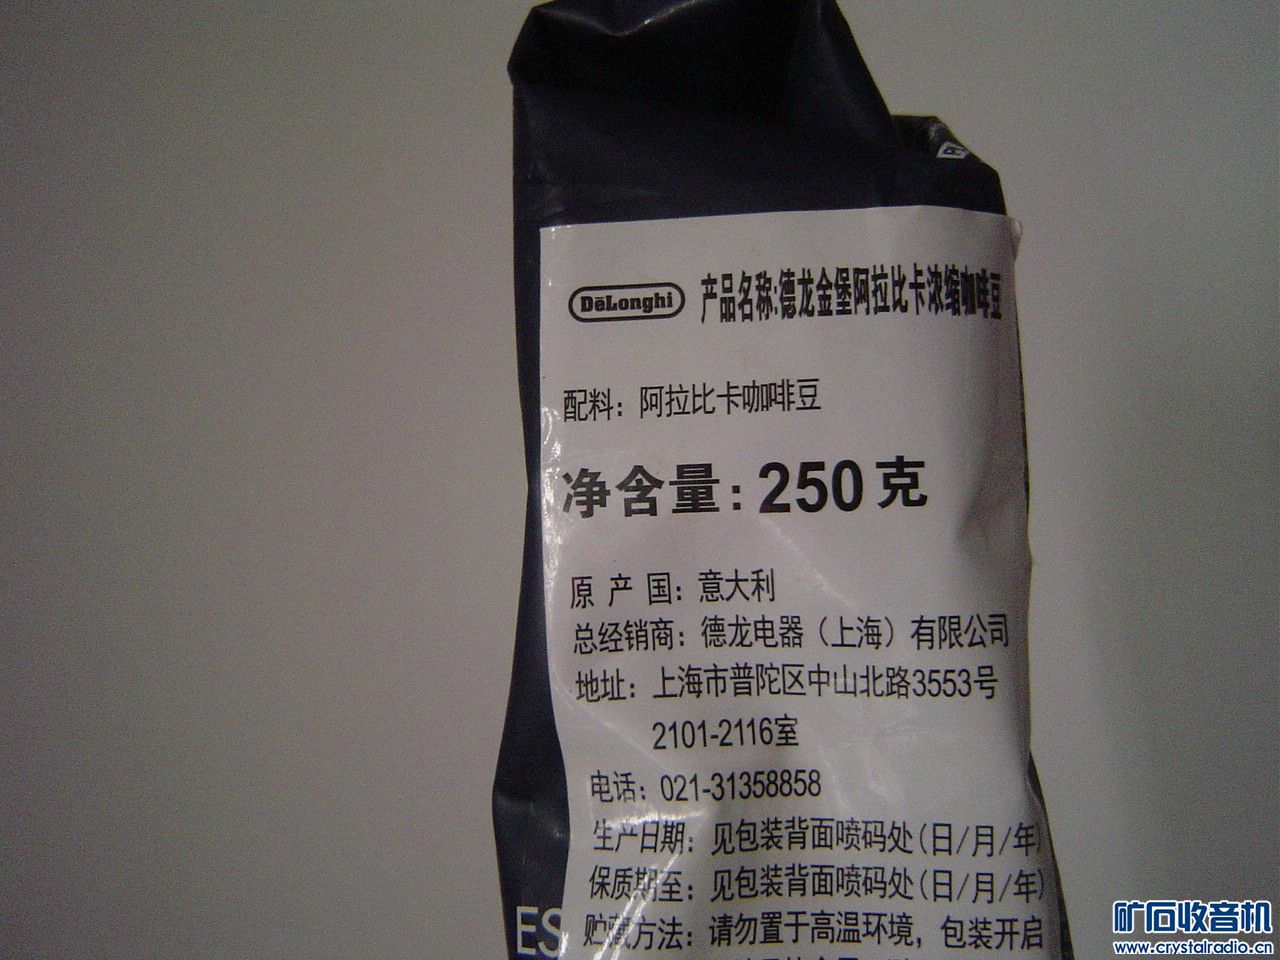 DeLonghi 产品名称:德龙金堡阿拉比卡浓缩咖啡豆
配料：阿拉比卡咖啡豆
净含量：250克
原产国：意大利
总经销商：德龙电器（上海）有限公司
地址：上海市普陀区中山北路3553号
2101-2116室
电话：021-31358858
生产日期：见包装背面喷码处(日/月/年)
保质期至：见包装背面喷码处(日/月/年)
贮藏方法：请勿置于高温环境，包装开启
ES
矿石收音机
www.crystalradio.cn